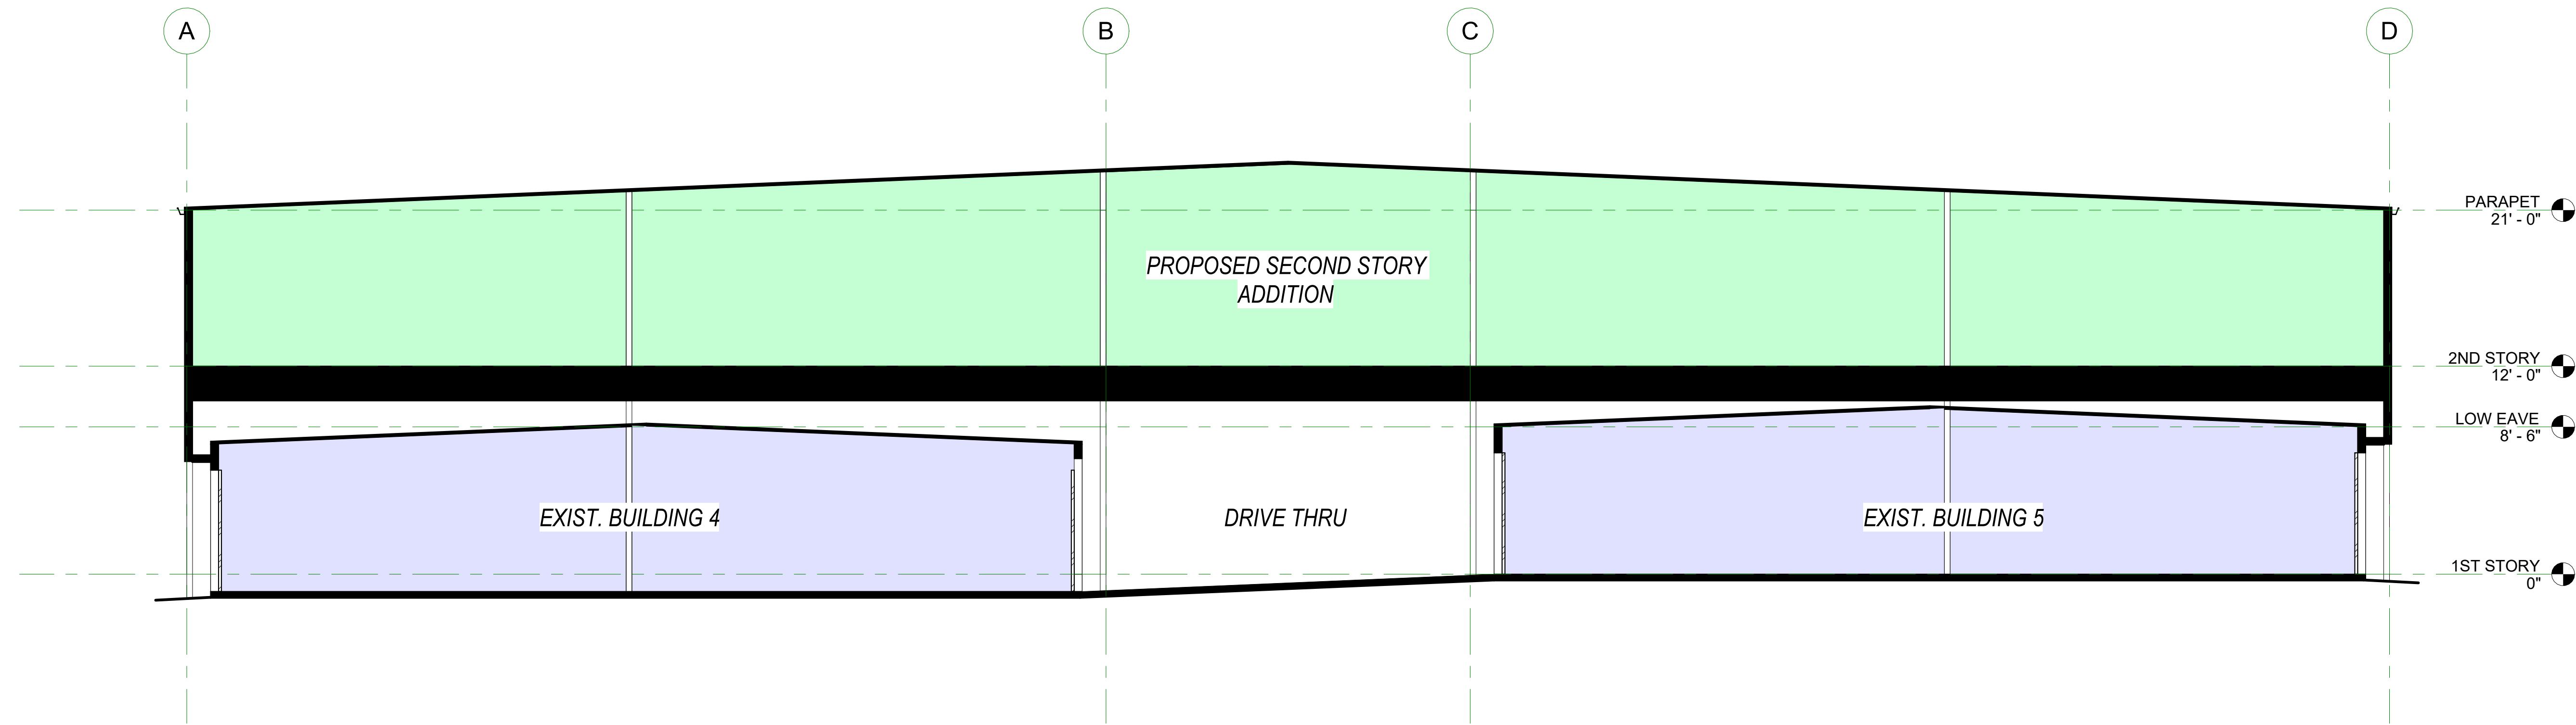 A
B
C
D
PARAPET
21' - 0"
PROPOSED SECOND STORY
ADDITION
2ND STORY
12' - 0"
LOW EAVE
8' - 6"
EXIST. BUILDING 4
DRIVE THRU
EXIST. BUILDING 5
1ST STORY
0"